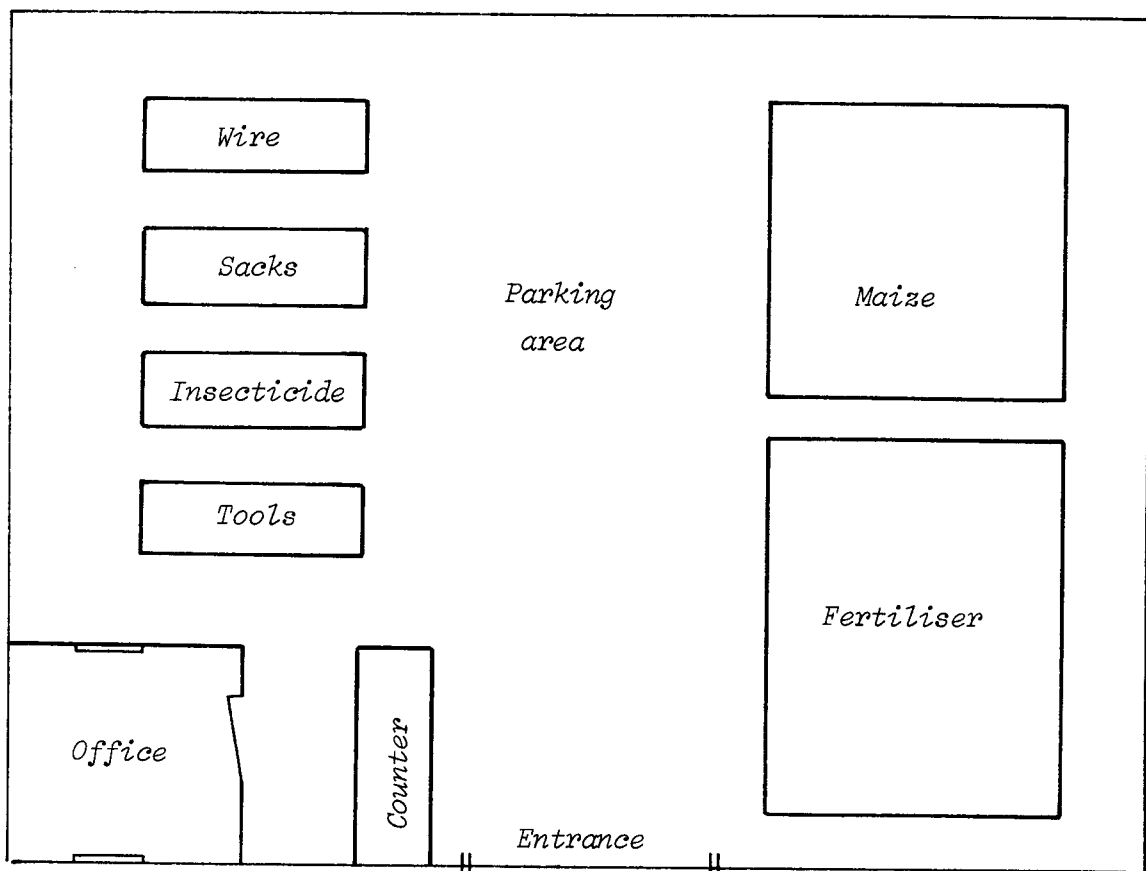 Wire
Sacks
Parking
area
Maize
Insecticide
Tools
Fertiliser
Office
Counter
Entrance